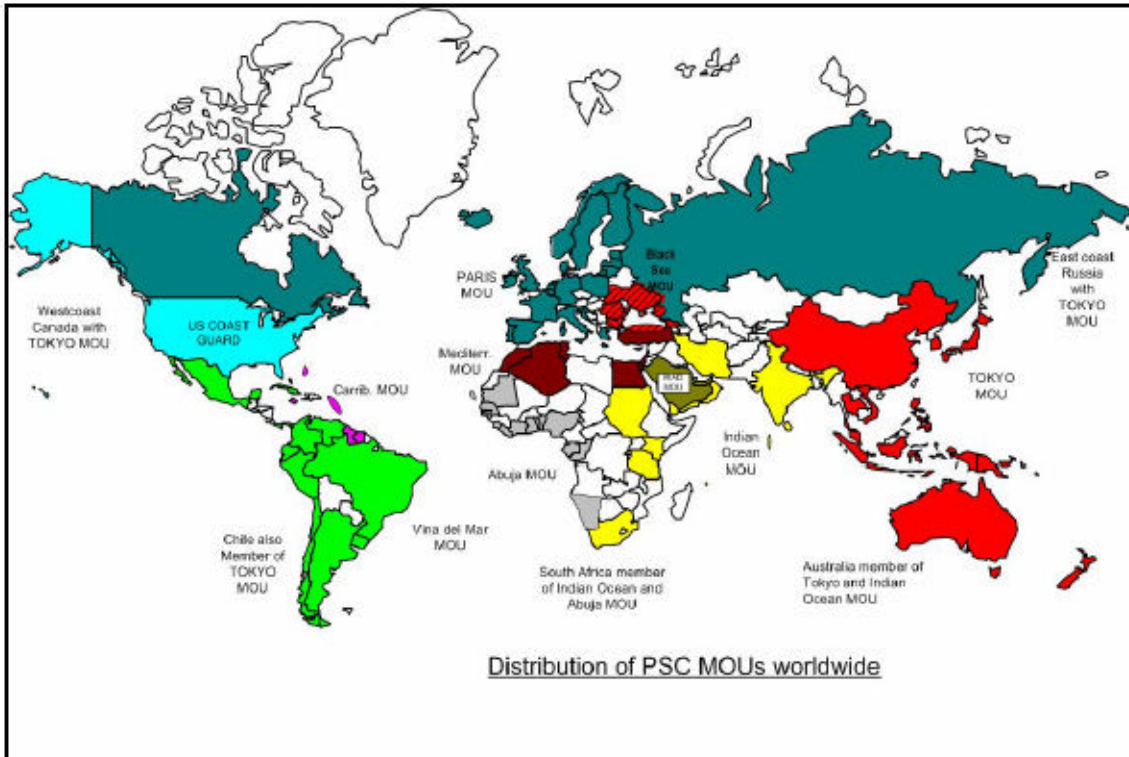 Black
Sea
MOU
PARIS
MOU
East coast
Russia
with
TOKYO
MOU
Westcoast
Canada with
TOKYO MOU
US COAST
GUARD
Mediterr.
MOU
MOU
Carrib. MOU
TOKYO
MOU
Indian
Ocean
MOU
Abuja MOU
Vina del Mar
MOU
Chile also
Member of
TOKYO
MOU
South Africa member
of Indian Ocean and
Abuja MOU
Australia member of
Tokyo and Indian
Ocean MOU
Distribution of PSC MOUs worldwide